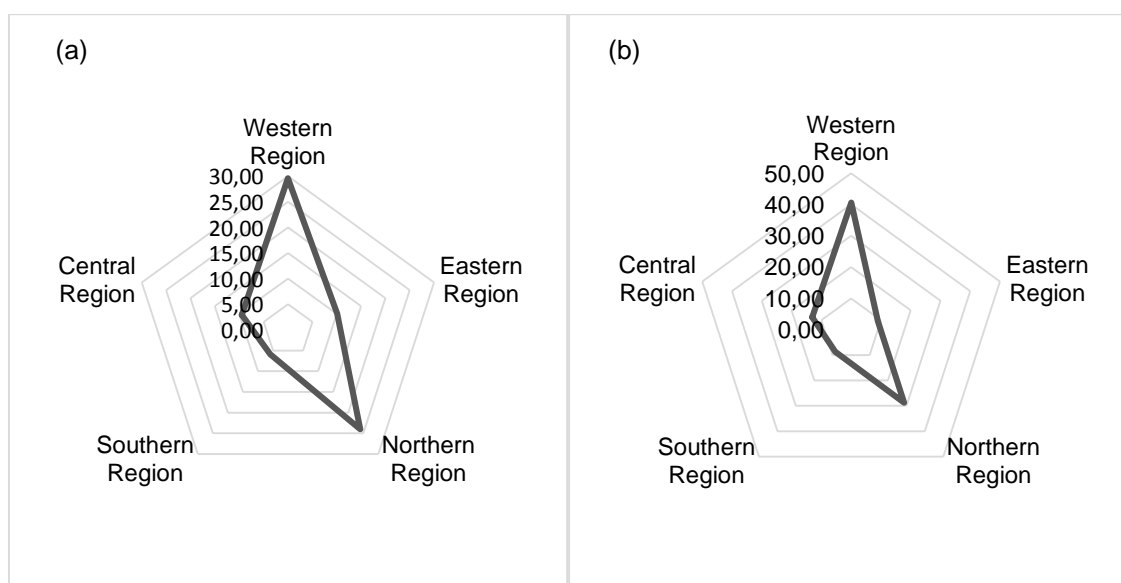 (a)
Western
Region
30,00
25,00
20,00
15,00
10,00
5,00
0,00
Central
Region
Eastern
Region
Southern
Region
Northern
Region
(b)
Western
Region
50,00
40,00
30,00
20,00
10,00
0,00
Central
Region
Eastern
Region
Southern
Region
Northern
Region